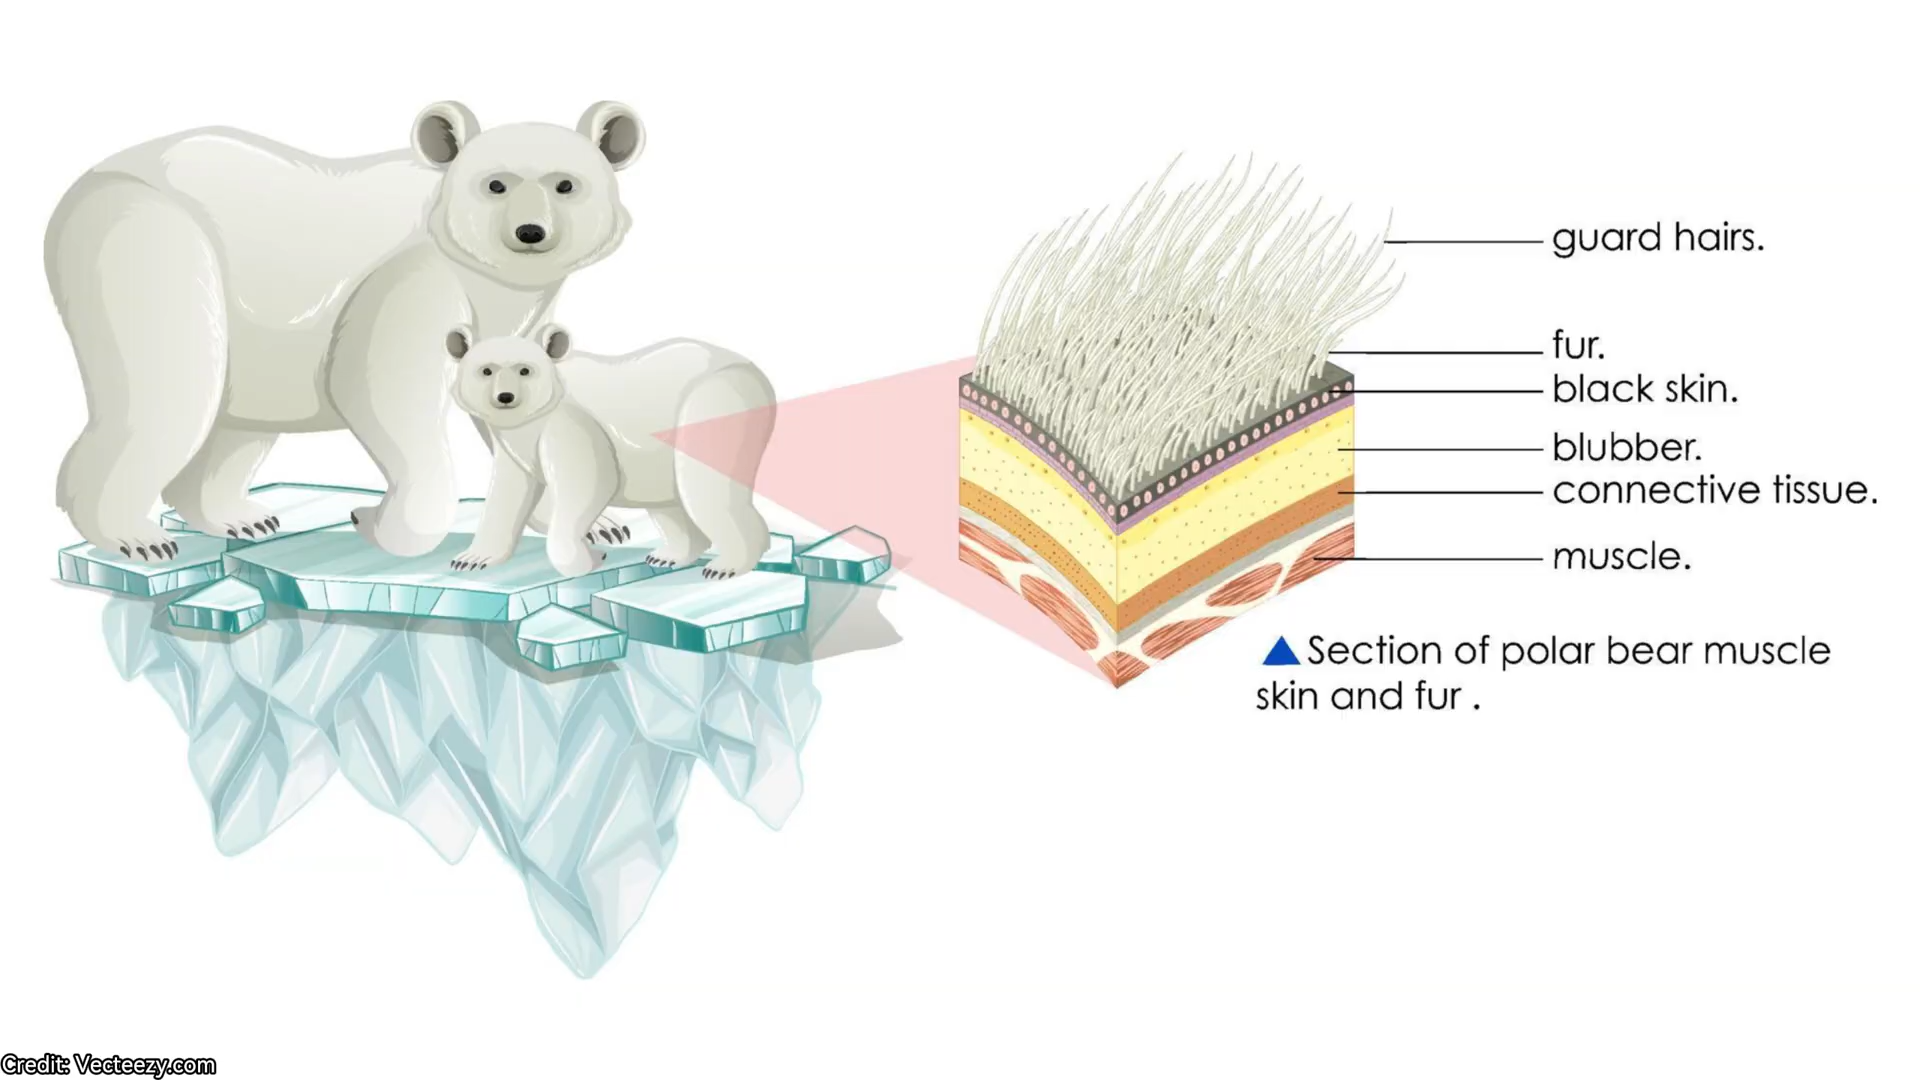 guard hairs.
fur.
black skin.
blubber.
connective tissue.
muscle.
Section of polar bear muscle
skin and fur .
Credit: Vecteezy.com